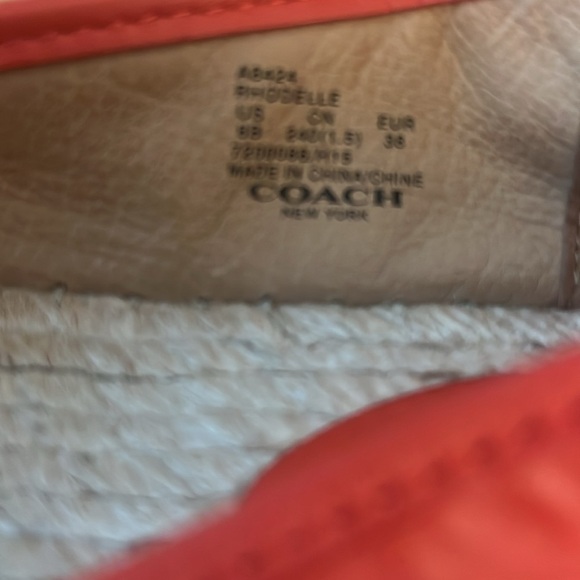 A8424
RHODELLE
US CN EUR
8B 240(1.5) 38
MADE IN CHINA/CHINE
COACH
NEW YORK